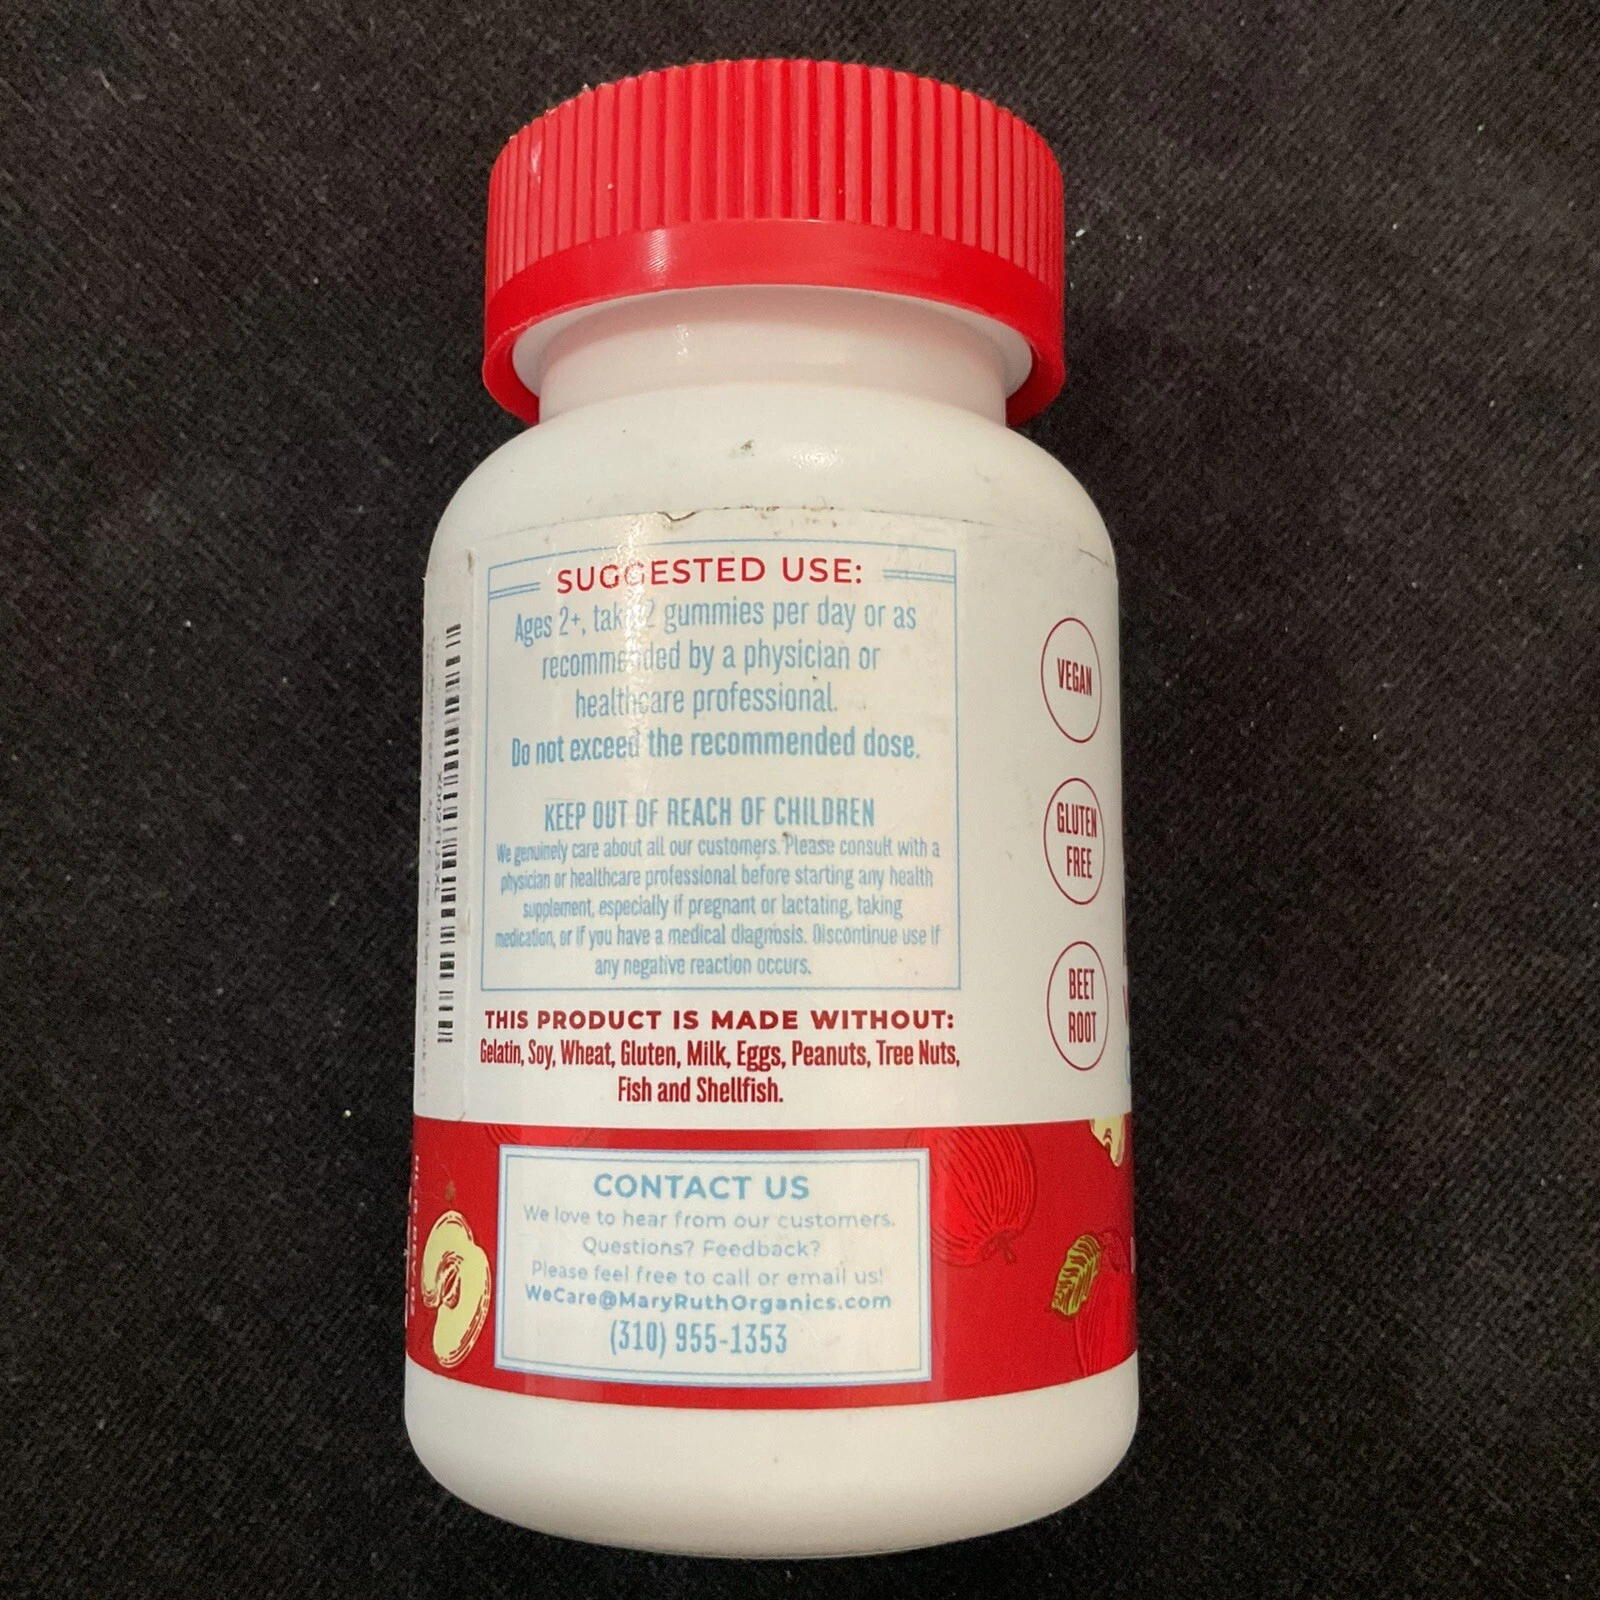 SUGGESTED USE:
Ages 2+, take 2 gummies per day or as
recommended by a physician or
healthcare professional.
Do not exceed the recommended dose.
KEEP OUT OF REACH OF CHILDREN
We genuinely care about all our customers. Please consult with a
physician or healthcare professional before starting any health
supplement, especially if pregnant or lactating, taking
medication, or if you have a medical diagnosis. Discontinue use if
any negative reaction occurs.
THIS PRODUCT IS MADE WITHOUT:
Gelatin, Soy, Wheat, Gluten, Milk, Eggs, Peanuts, Tree Nuts,
Fish and Shellfish.
CONTACT US
We love to hear from our customers.
Questions? Feedback?
Please feel free to call or email us!
WeCare@MaryRuthOrganics.com
(310) 955-1353
VEGAN
GLUTEN
FREE
BEET
ROOT